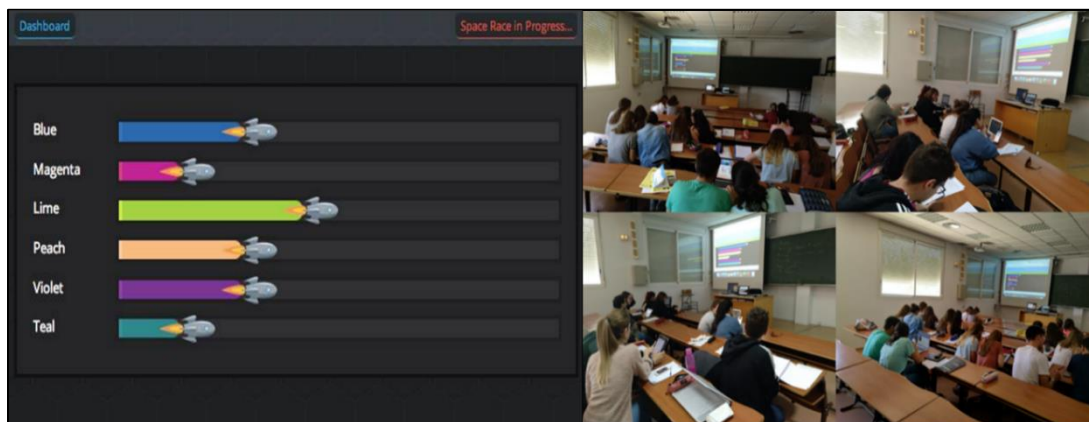 Dashboard
Space Race in Progress...
Blue
Magenta
Lime
Peach
Violet
Teal